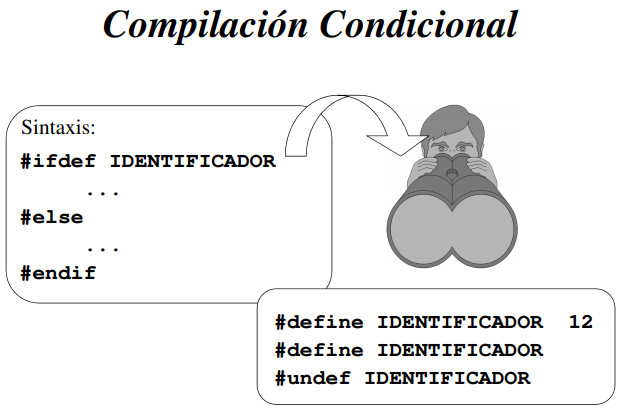 Compilación Condicional
Sintaxis:
#ifdef IDENTIFICADOR
...
#else
...
#endif
#define IDENTIFICADOR  12
#define IDENTIFICADOR
#undef IDENTIFICADOR